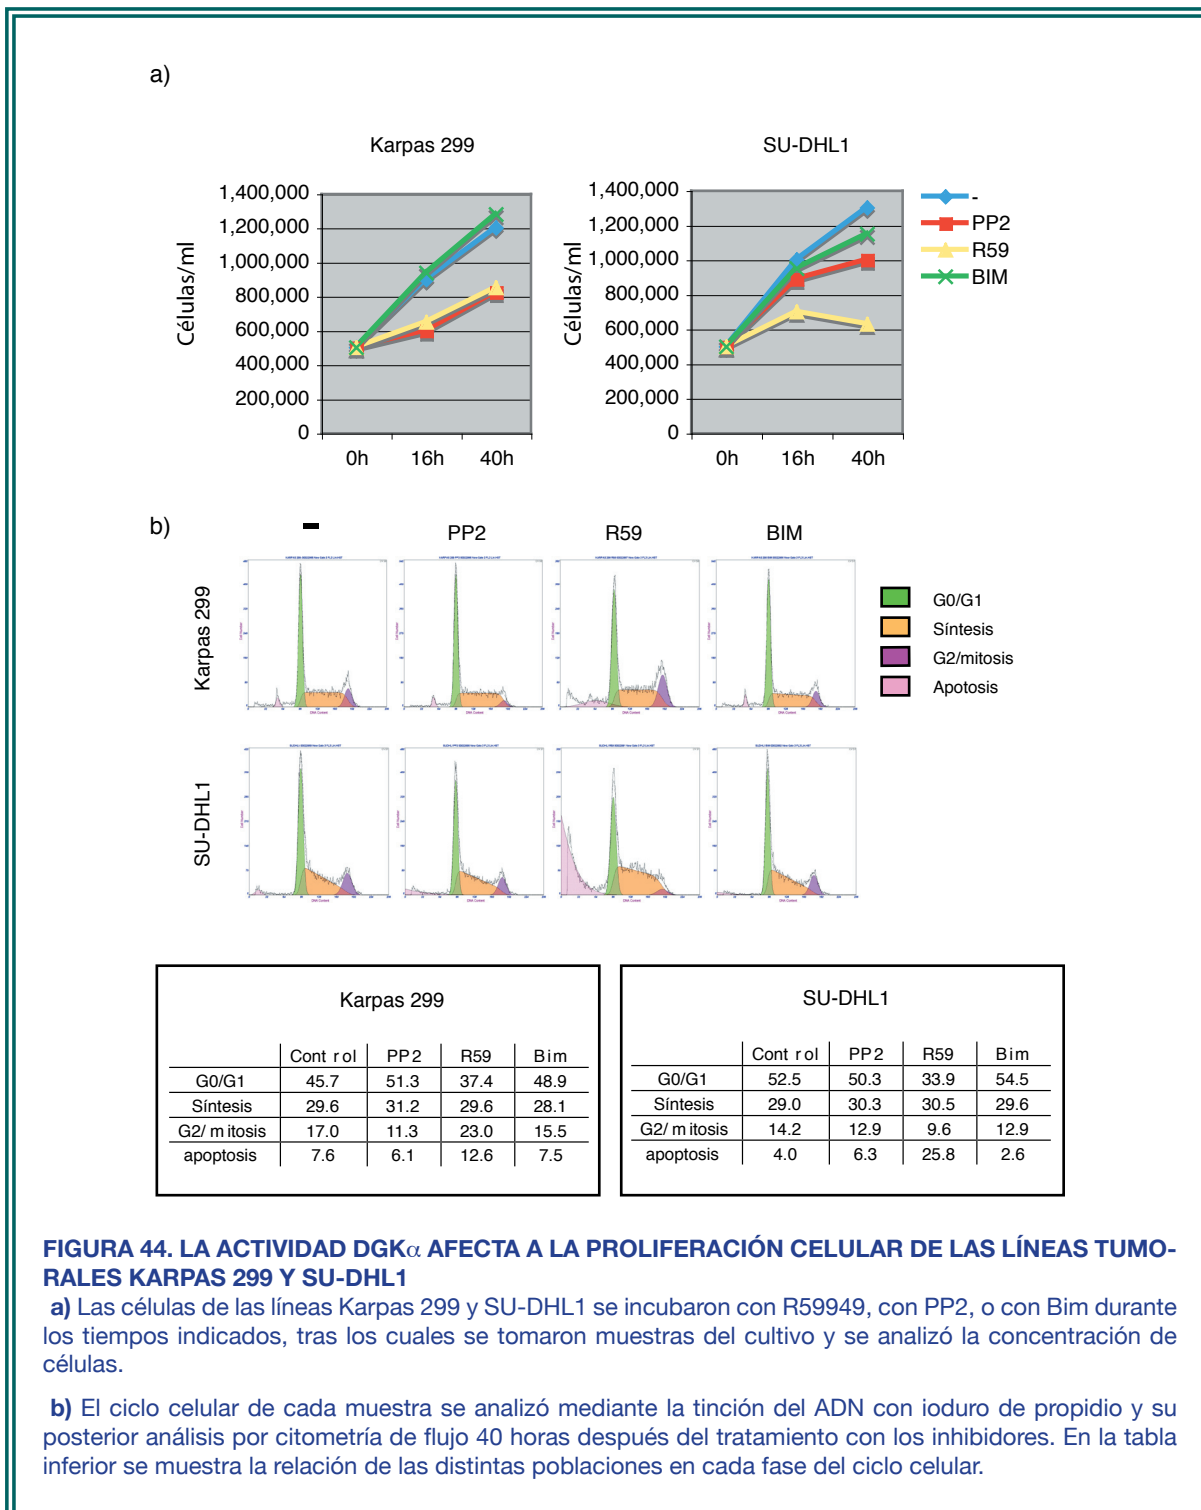 a)
Karpas 299
SU-DHL1
Células/ml
1,400,000
1,200,000
1,000,000
800,000
600,000
400,000
200,000
0
0h 16h 40h
Células/ml
1,400,000
1,200,000
1,000,000
800,000
600,000
400,000
200,000
0
0h 16h 40h
-
PP2
R59
BIM
b)
- PP2 R59 BIM
Karpas 299
SU-DHL1
G0/G1
Síntesis
G2/mitosis
Apotosis
Karpas 299
Cont rol PP2 R59 Bim
G0/G1 45.7 51.3 37.4 48.9
Síntesis 29.6 31.2 29.6 28.1
G2/ mitosis 17.0 11.3 23.0 15.5
apoptosis 7.6 6.1 12.6 7.5
SU-DHL1
Cont rol PP2 R59 Bim
G0/G1 52.5 50.3 33.9 54.5
Síntesis 29.0 30.3 30.5 29.6
G2/ mitosis 14.2 12.9 9.6 12.9
apoptosis 4.0 6.3 25.8 2.6
FIGURA 44. LA ACTIVIDAD DGKα AFECTA A LA PROLIFERACIÓN CELULAR DE LAS LÍNEAS TUMO-
RALES KARPAS 299 Y SU-DHL1
a) Las células de las líneas Karpas 299 y SU-DHL1 se incubaron con R59949, con PP2, o con Bim durante
los tiempos indicados, tras los cuales se tomaron muestras del cultivo y se analizó la concentración de
células.
b) El ciclo celular de cada muestra se analizó mediante la tinción del ADN con ioduro de propidio y su
posterior análisis por citometría de flujo 40 horas después del tratamiento con los inhibidores. En la tabla
inferior se muestra la relación de las distintas poblaciones en cada fase del ciclo celular.